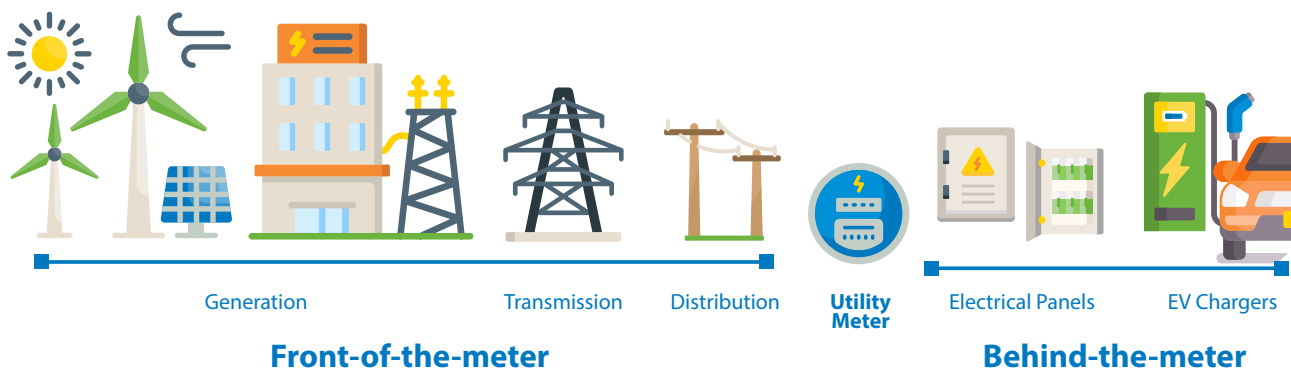 Generation
Transmission
Distribution
Utility
Meter
Electrical Panels
EV Chargers
Front-of-the-meter
Behind-the-meter